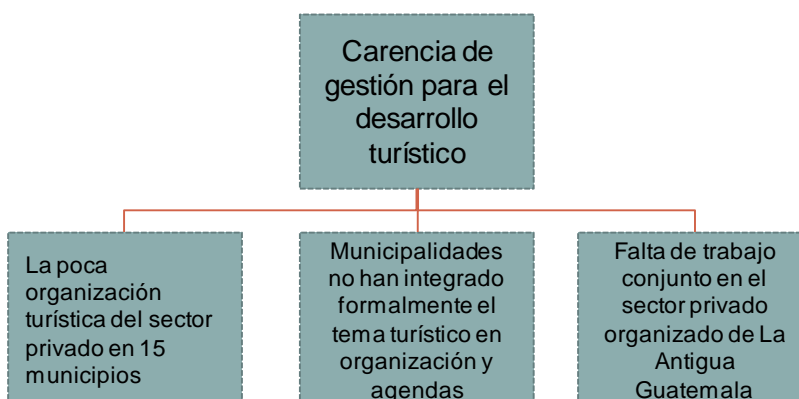 Carencia de
gestión para el
desarrollo
turístico
La poca
organización
turística del sector
privado en 15
municipios
Municipalidades
no han integrado
formalmente el
tema turístico en
organización y
agendas
Falta de trabajo
conjunto en el
sector privado
organizado de La
Antigua
Guatemala